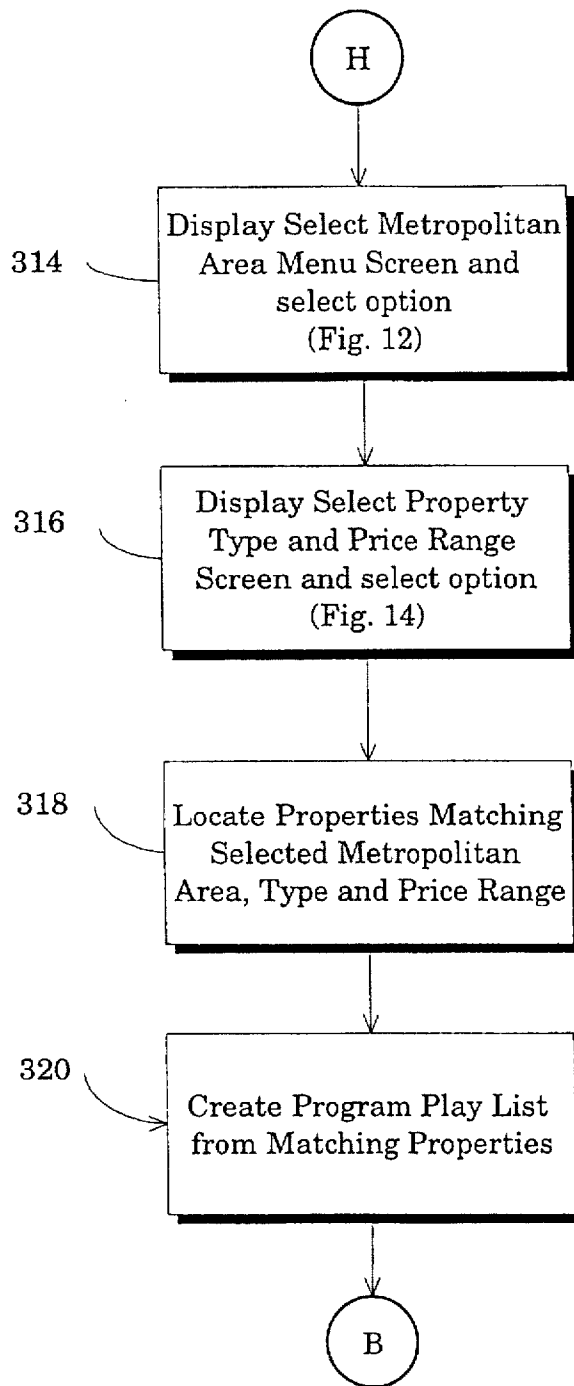 H
314
Display Select Metropolitan
Area Menu Screen and
select option
(Fig. 12)
316
Display Select Property
Type and Price Range
Screen and select option
(Fig. 14)
318
Locate Properties Matching
Selected Metropolitan
Area, Type and Price Range
320
Create Program Play List
from Matching Properties
B